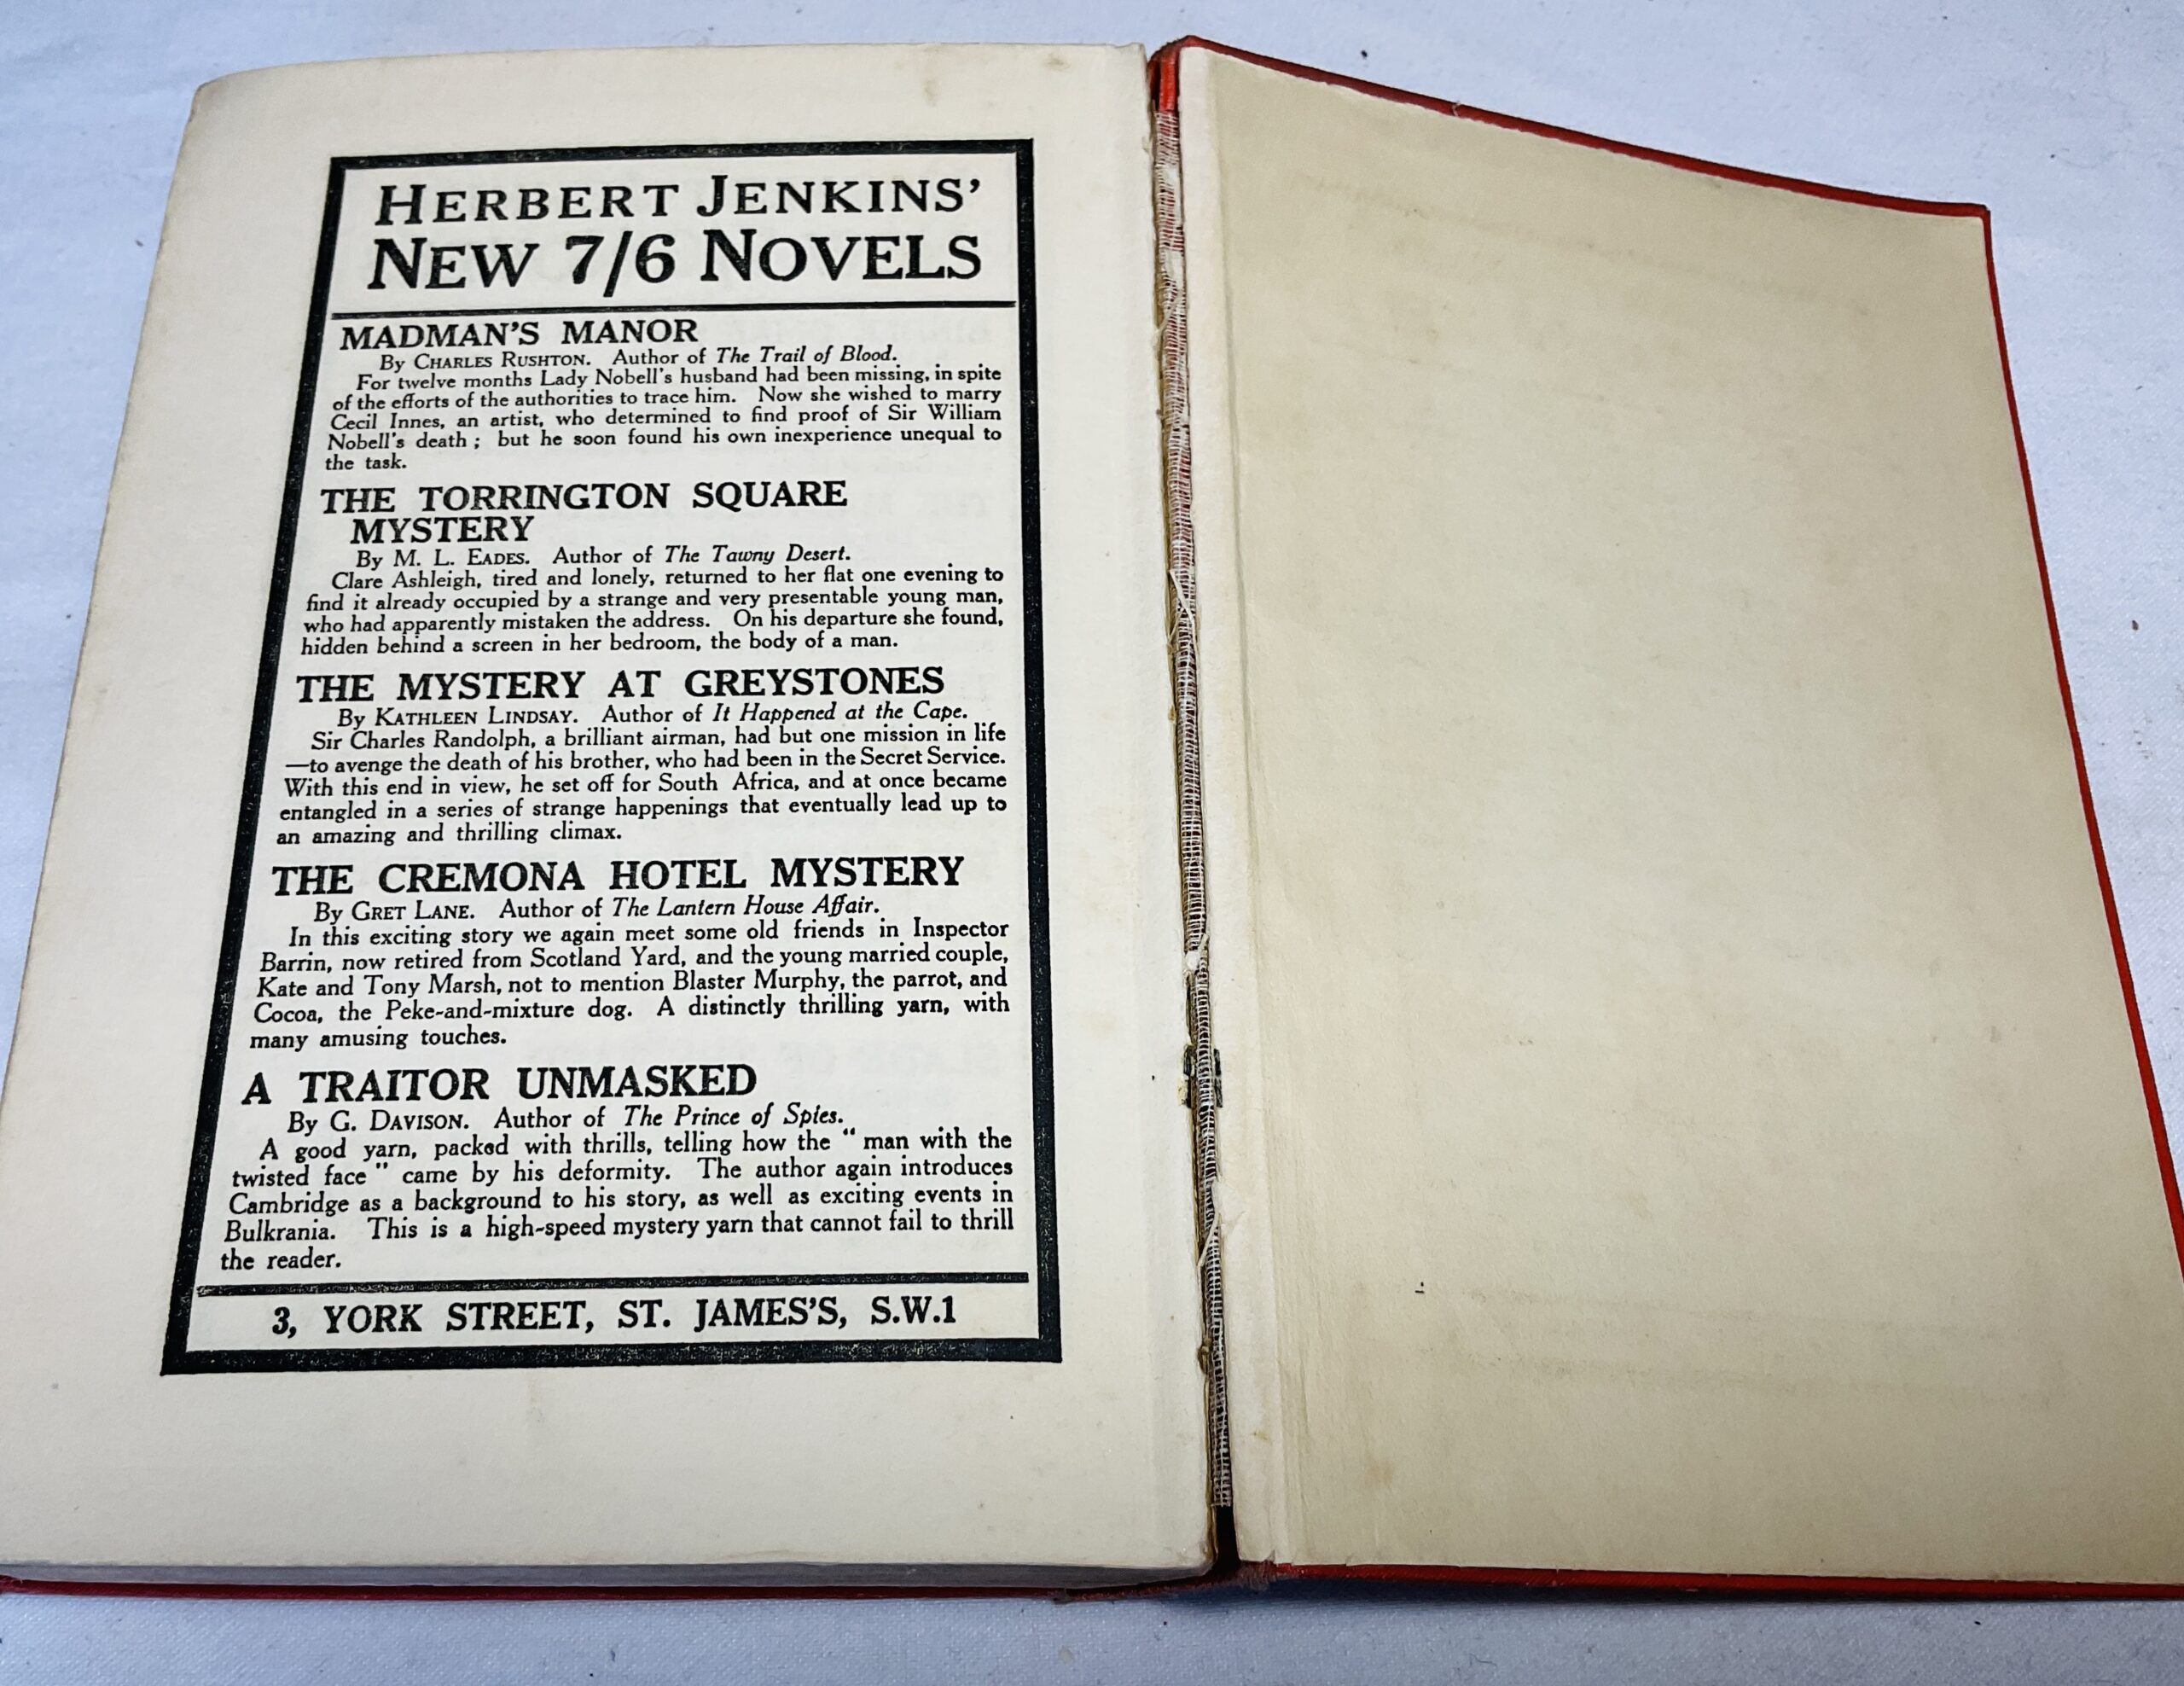 HERBERT JENKINS'
NEW 7/6 NOVELS
MADMAN'S MANOR
By CHARLES RUSHTON. Author of The Trail of Blood.
For twelve months Lady Nobell's husband had been missing, in spite
of the efforts of the authorities to trace him. Now she wished to marry
Cecil Innes, an artist, who determined to find proof of Sir William
Nobell's death ; but he soon found his own inexperience unequal to
the task.
THE TORRINGTON SQUARE
MYSTERY
By M. L. EADES. Author of The Tawny Desert.
Clare Ashleigh, tired and lonely, returned to her flat one evening to
find it already occupied by a strange and very presentable young man,
who had apparently mistaken the address. On his departure she found,
hidden behind a screen in her bedroom, the body of a man.
THE MYSTERY AT GREYSTONES
By KATHLEEN LINDSAY. Author of It Happened at the Cape.
Sir Charles Randolph, a brilliant airman, had but one mission in life
—to avenge the death of his brother, who had been in the Secret Service.
With this end in view, he set off for South Africa, and at once became
entangled in a series of strange happenings that eventually lead up to
an amazing and thrilling climax.
THE CREMONA HOTEL MYSTERY
By GRET LANE. Author of The Lantern House Affair.
In this exciting story we again meet some old friends in Inspector
Barrin, now retired from Scotland Yard, and the young married couple,
Kate and Tony Marsh, not to mention Blaster Murphy, the parrot, and
Cocoa, the Peke-and-mixture dog. A distinctly thrilling yarn, with
many amusing touches.
A TRAITOR UNMASKED
By G. DAVISON. Author of The Prince of Spies.
A good yarn, packed with thrills, telling how the " man with the
twisted face " came by his deformity. The author again introduces
Cambridge as a background to his story, as well as exciting events in
Bulkrania. This is a high-speed mystery yarn that cannot fail to thrill
the reader.
3, YORK STREET, ST. JAMES'S, S.W.1